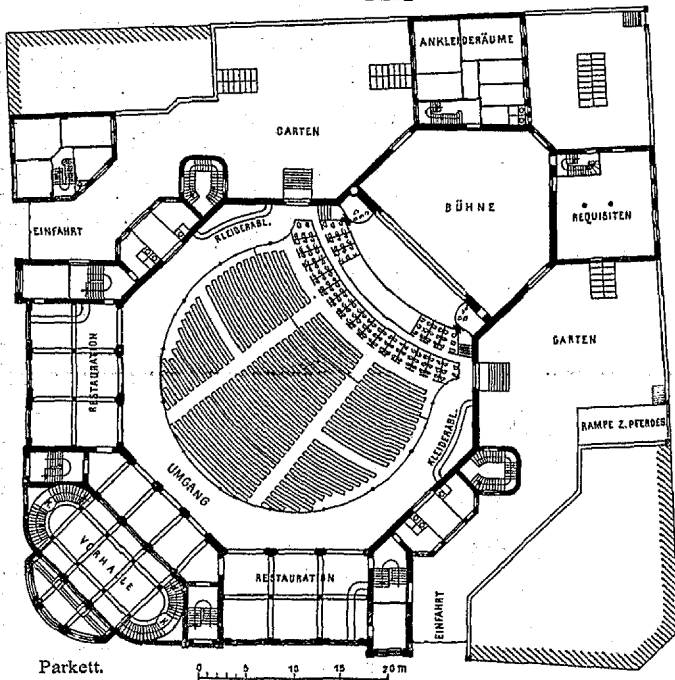 ANKLEIDERÄUME
GARTEN
BÜHNE
REQUISITEN
EINFAHRT
KLEIDERABL.
RESTAURATION
GARTEN
RAMPE Z. PFERDES
KLEIDERABL.
UMGANG
VORHALLE
RESTAURATION
EINFAHRT
Parkett.
0 5 10 15 20 m